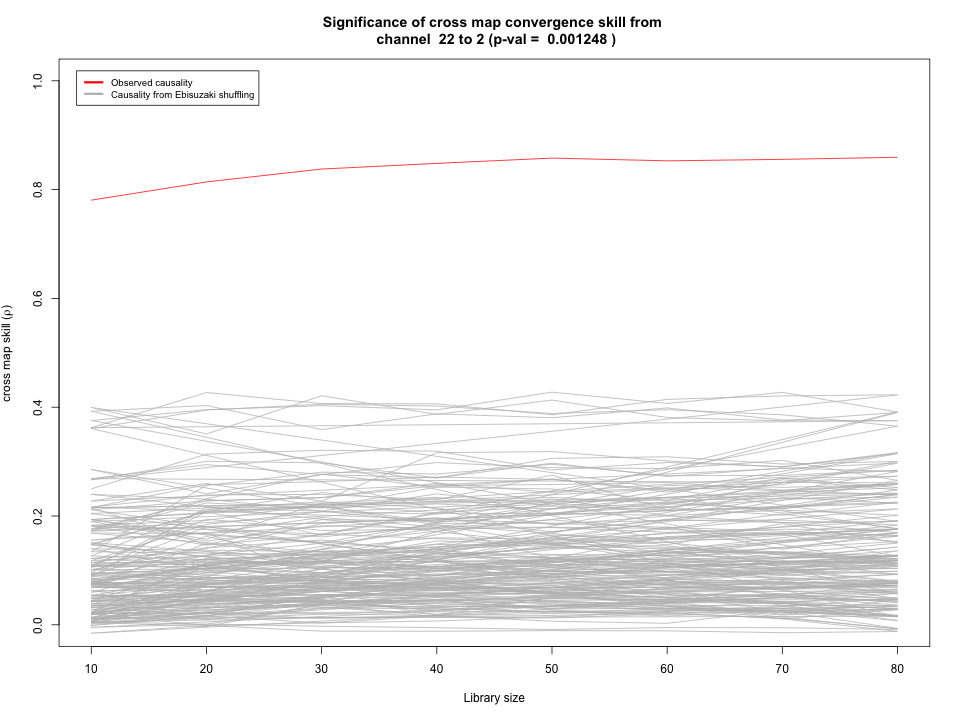 Significance of cross map convergence skill from
channel  22 to 2 (p-val =  0.001248 )
Observed causality
Causality from Ebisuzaki shuffling
cross map skill (ρ)
1.0
0.8
0.6
0.4
0.2
0.0
10 20 30 40 50 60 70 80
Library size